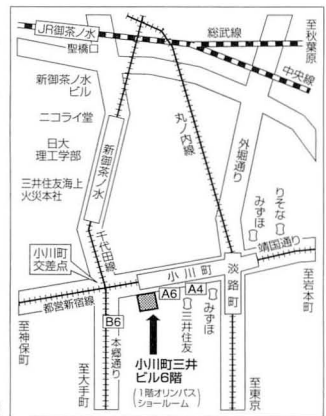 JR御茶ノ水
聖橋口
総武線
至秋葉原
中央線
新御茶ノ水
ビル
ニコライ堂
日大
理工学部
三井住友海上
火災本社
新御茶ノ水
丸ノ内線
外堀通り
みずほ
りそな
靖国通り
千代田線
小川町
交差点
小川町
淡路町
至岩本町
都営新宿線
A6
A4
みずほ
三井住友
B6
至神保町
至大手町
本郷通り
小川町三井
ビル6階
(1階オリンパス
ショールーム)
至東京